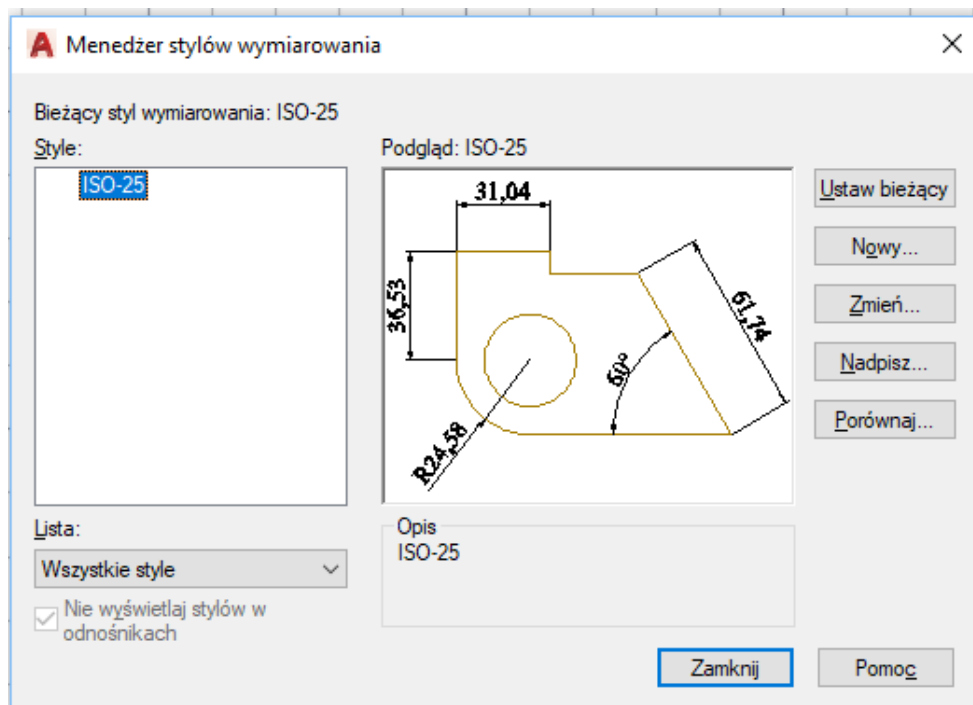 Menedżer stylów wymiarowania
Bieżący styl wymiarowania: ISO-25
Style:
ISO-25
Podgląd: ISO-25
31,04
36,53
61,74
60°
R24,58
Ustaw bieżący
Nowy...
Zmień...
Nadpisz...
Porównaj...
Lista:
Wszystkie style
Nie wyświetlaj stylów w
odnośnikach
Opis
ISO-25
Zamknij
Pomoc